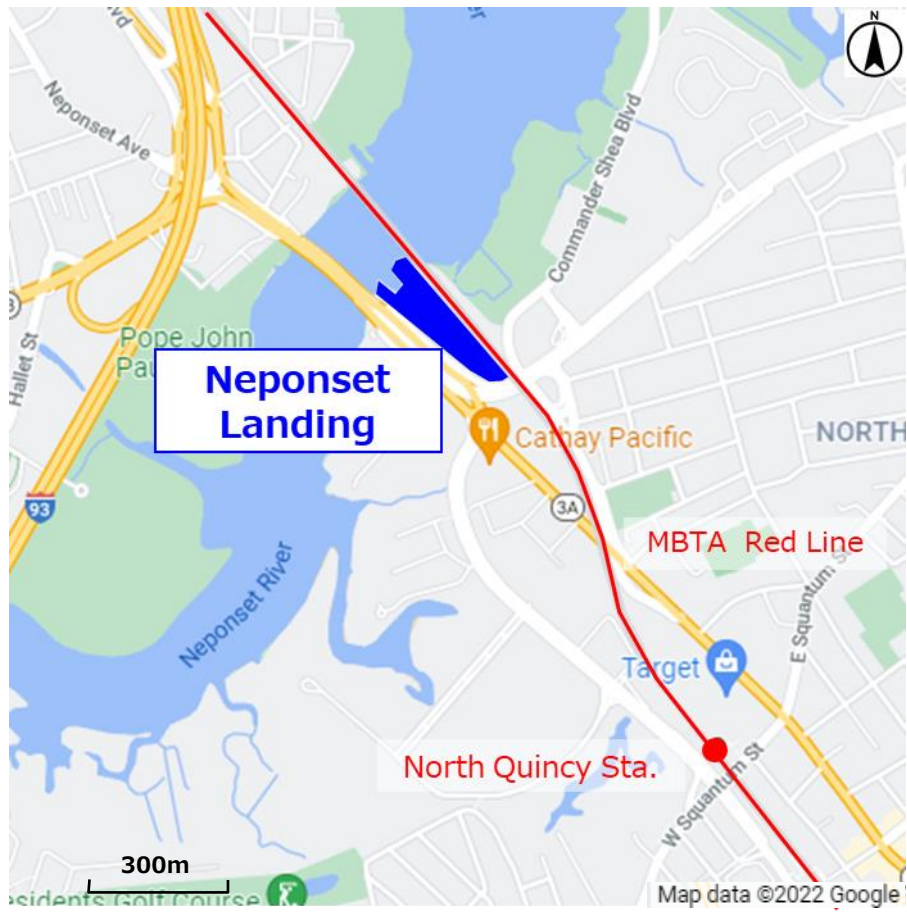 N
Neponset Ave
Commander Shea Blvd
3
Hallet St
Pope John
Pau
Neponset
Landing
Cathay Pacific
NORTH
93
3A
MBTA Red Line
Neponset River
E Squantum St
Target
North Quincy Sta.
W Squantum St
300m
esidents Golf Course
Map data ©2022 Google